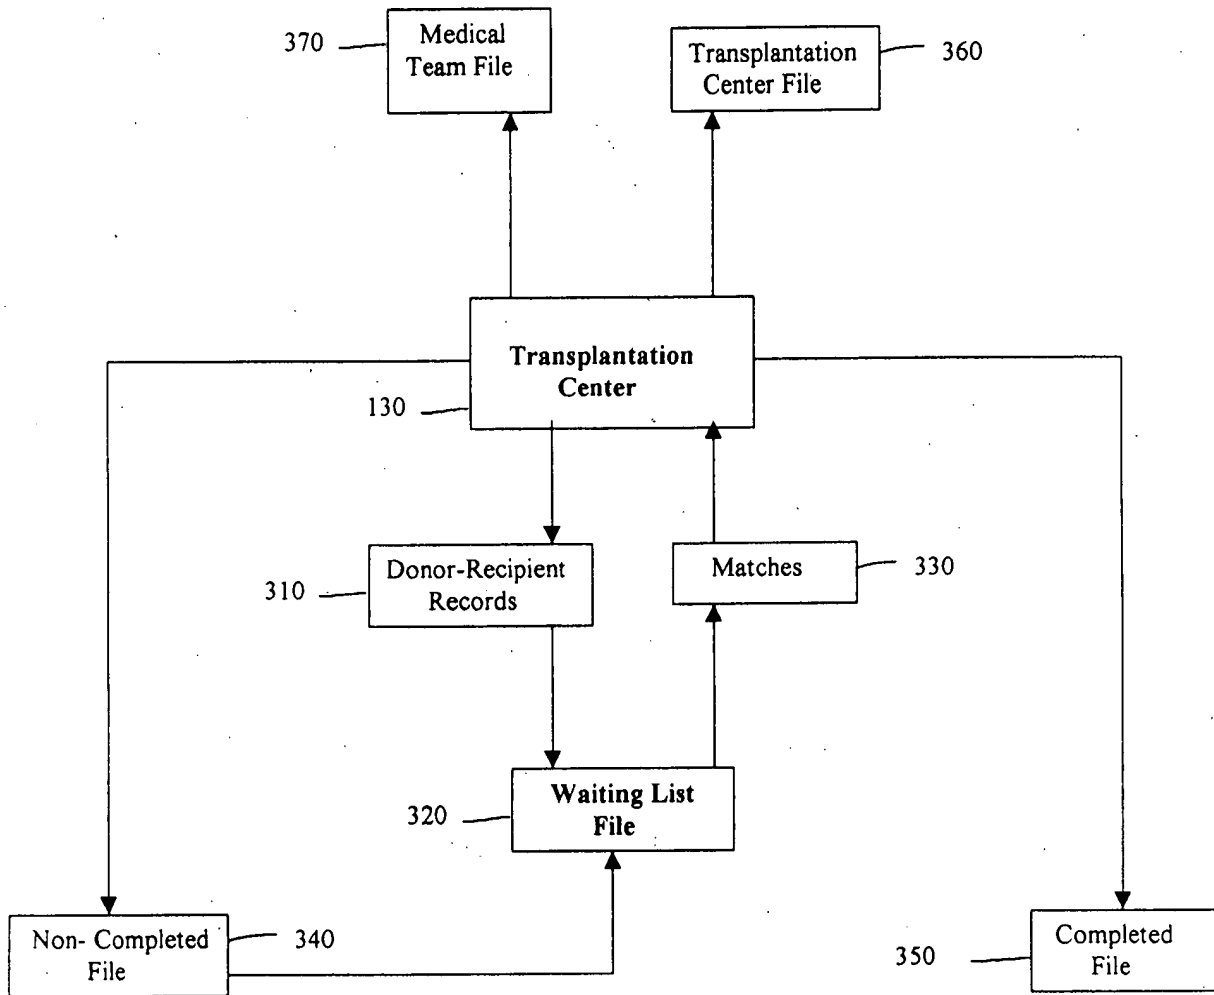 370
Medical
Team File
Transplantation
Center File
360
Transplantation
Center
130
310
Donor-Recipient
Records
Matches
330
320
Waiting List
File
Non- Completed
File
340
350
Completed
File